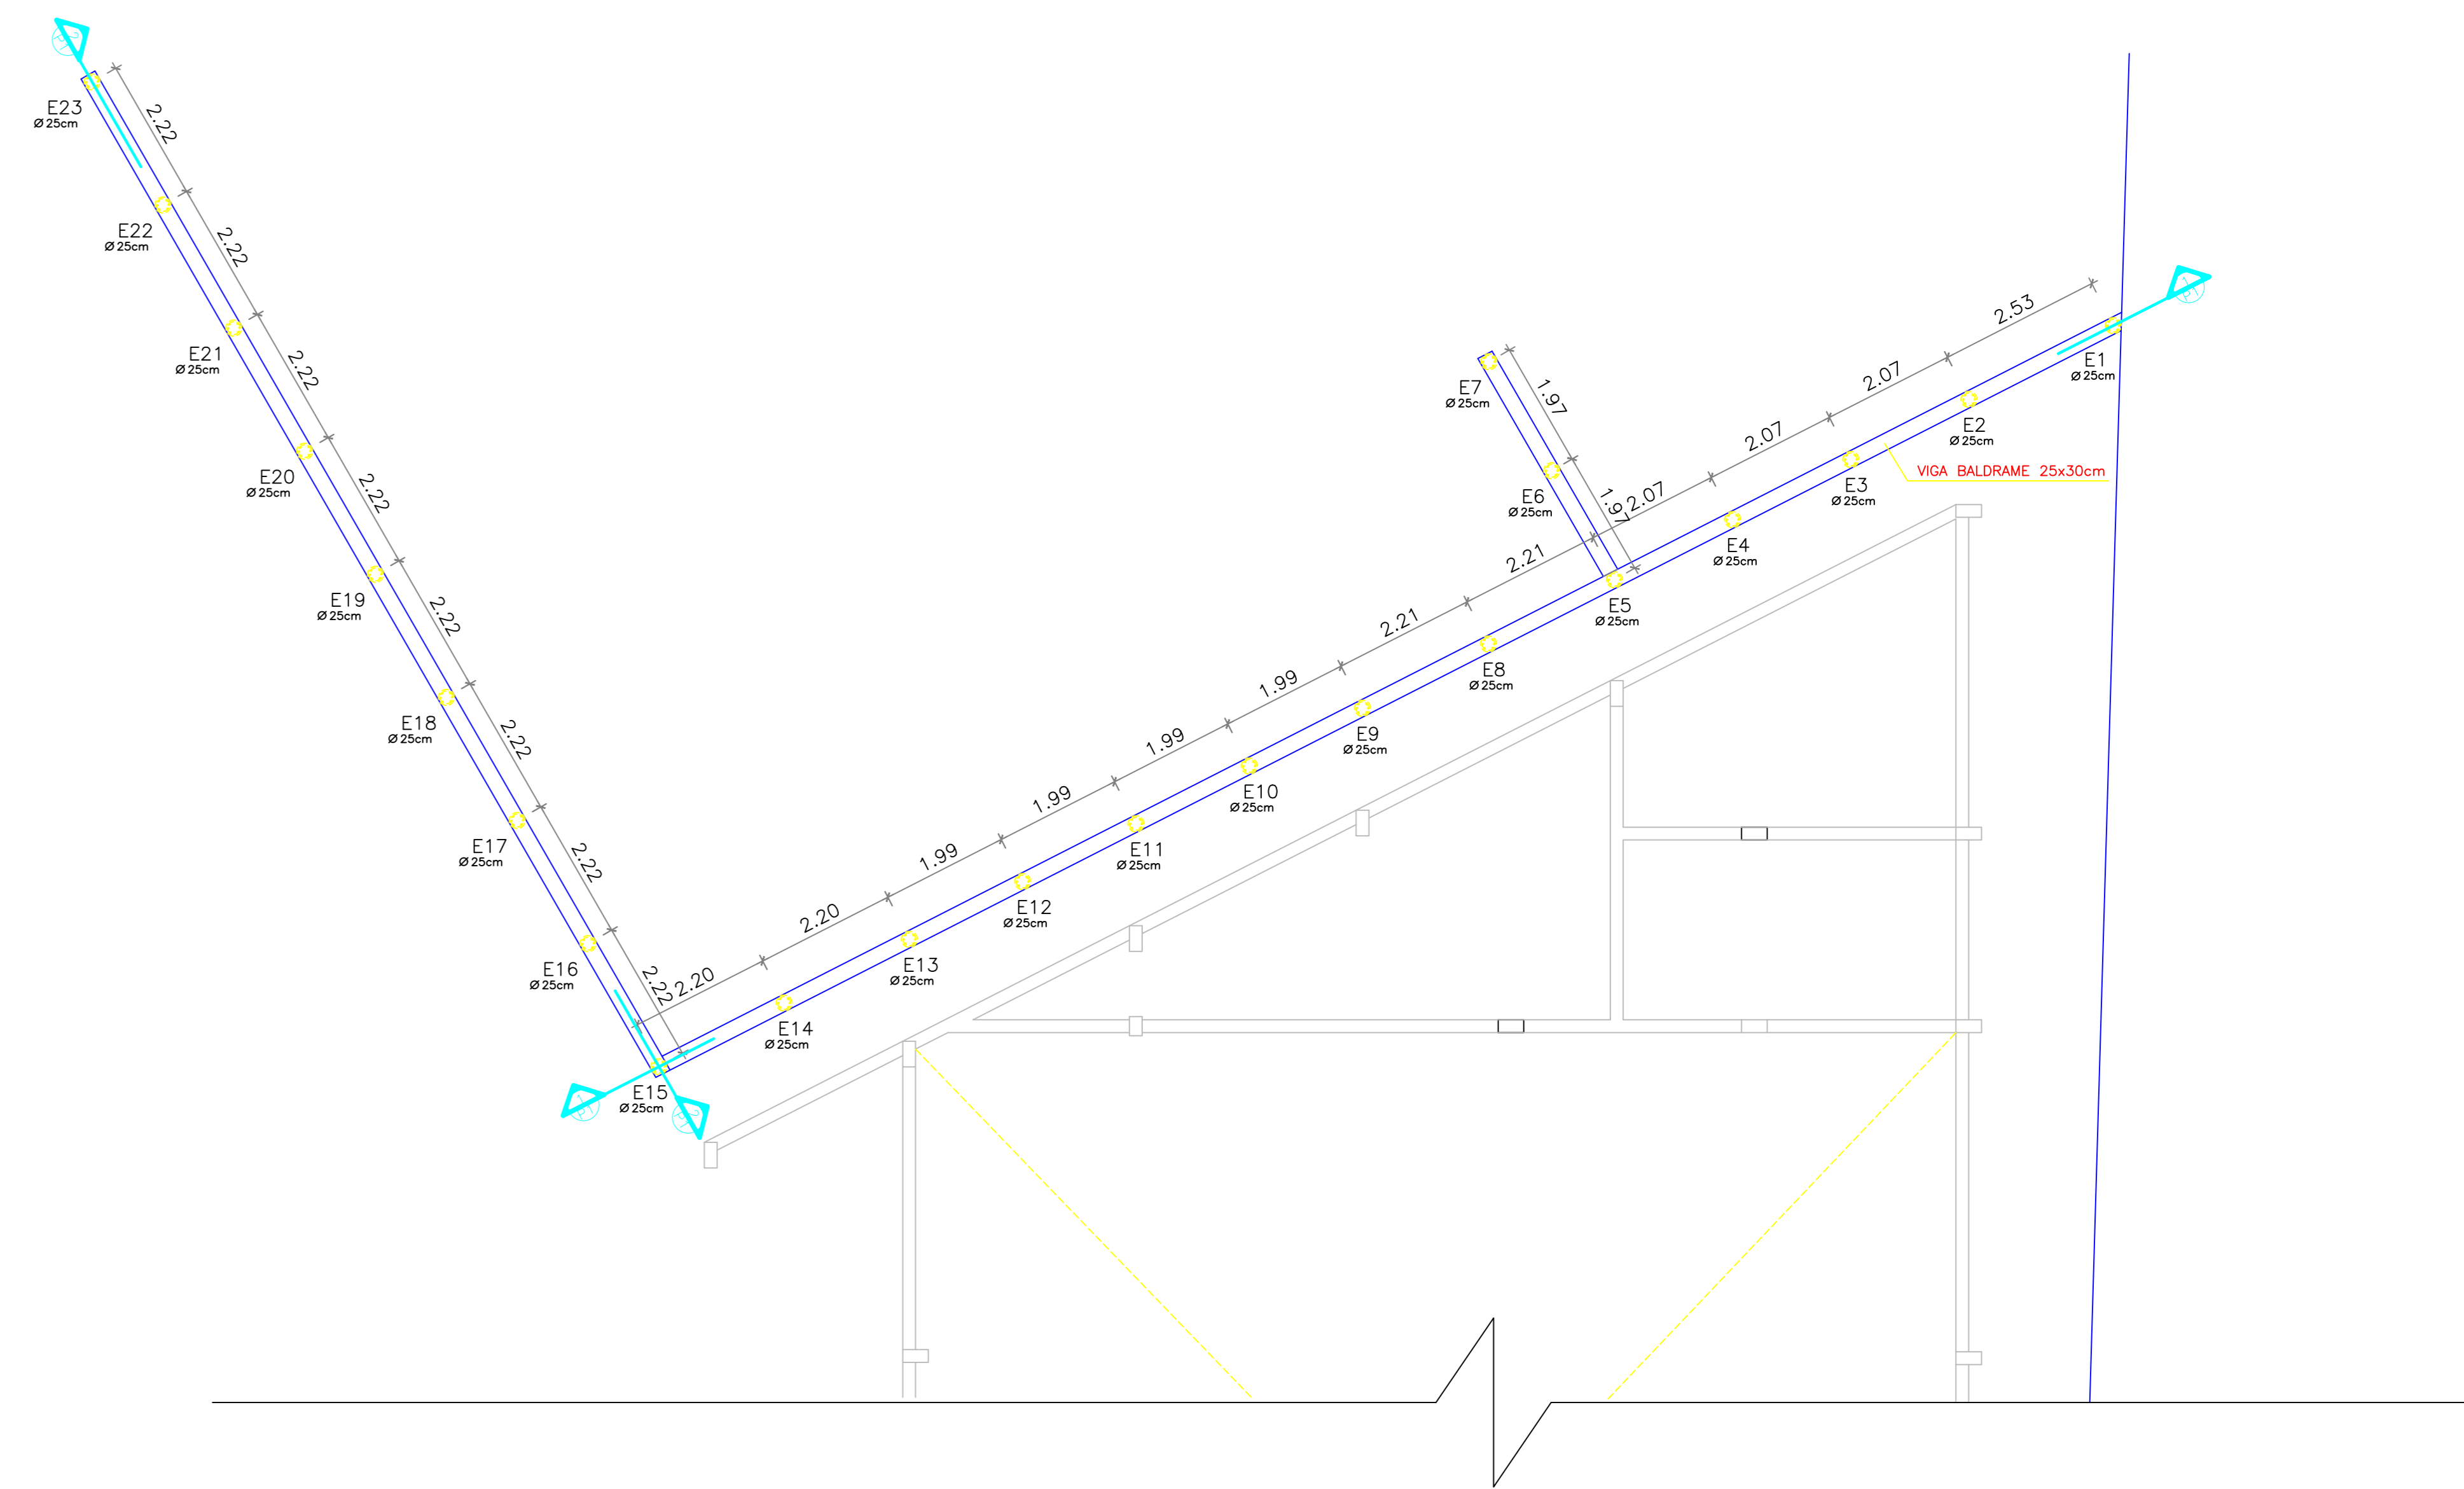 P2
E23
Ø 25cm
2.22
E22
Ø 25cm
2.22
E21
Ø 25cm
2.22
E20
Ø 25cm
2.22
E19
Ø 25cm
2.22
E18
Ø 25cm
2.22
E17
Ø 25cm
2.22
E16
Ø 25cm
2.22
E15
Ø 25cm
P1
P2
2.20
E14
Ø 25cm
2.20
E13
Ø 25cm
1.99
E12
Ø 25cm
1.99
E11
Ø 25cm
1.99
E10
Ø 25cm
1.99
E9
Ø 25cm
2.21
E8
Ø 25cm
2.21
E5
Ø 25cm
E7
Ø 25cm
1.97
E6
Ø 25cm
1.97
2.07
E4
Ø 25cm
2.07
E3
Ø 25cm
2.07
E2
Ø 25cm
2.53
E1
Ø 25cm
P1
VIGA BALDRAME 25x30cm